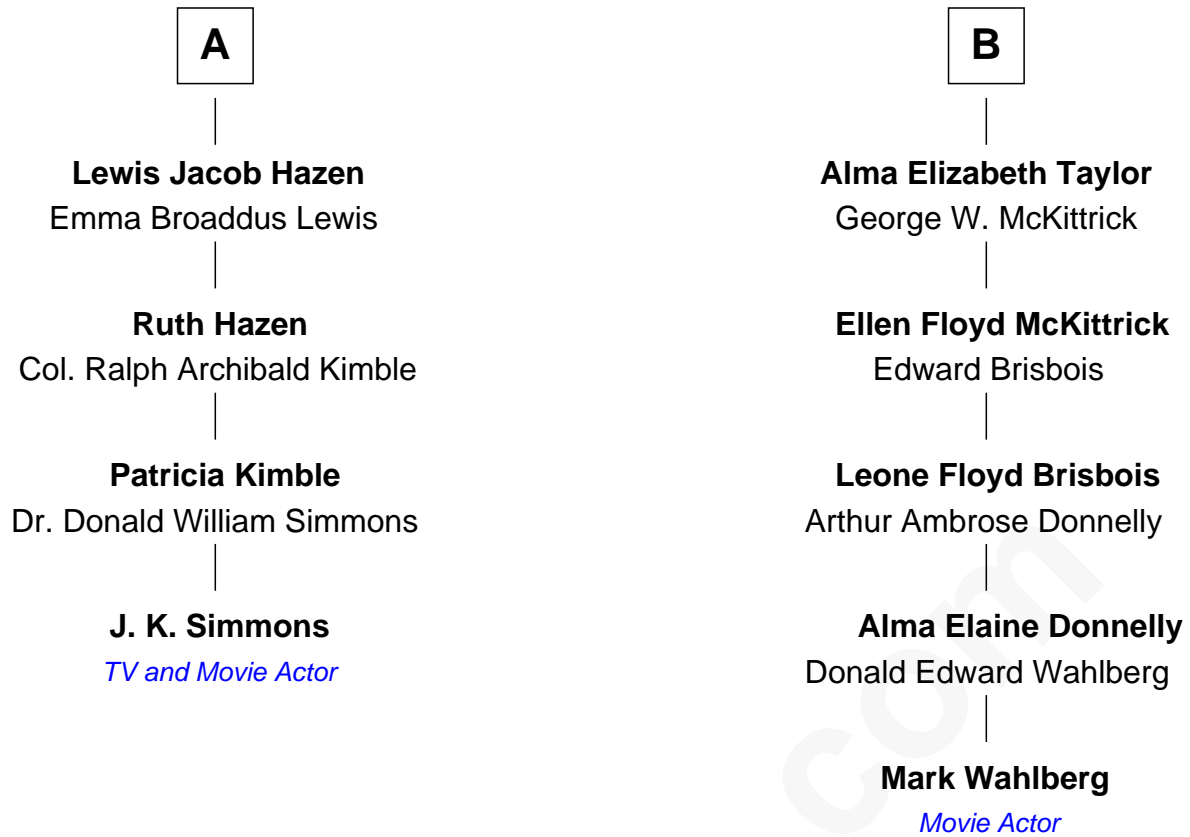 A
Lewis Jacob Hazen
Emma Broaddus Lewis
Ruth Hazen
Col. Ralph Archibald Kimble
Patricia Kimble
Dr. Donald William Simmons
J. K. Simmons
TV and Movie Actor
B
Alma Elizabeth Taylor
George W. McKittrick
Ellen Floyd McKittrick
Edward Brisbois
Leone Floyd Brisbois
Arthur Ambrose Donnelly
Alma Elaine Donnelly
Donald Edward Wahlberg
Mark Wahlberg
Movie Actor
com